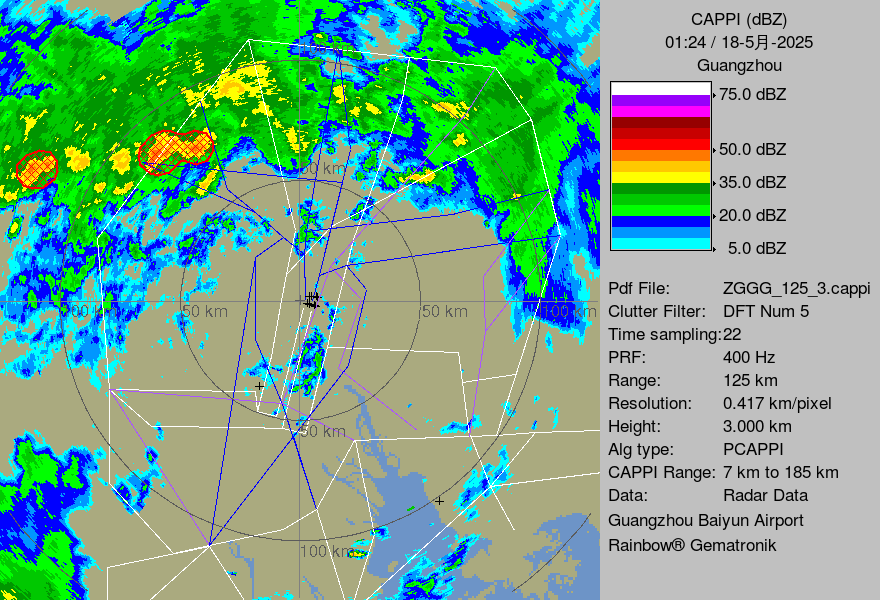 CAPPI (dBZ)
01:24 / 18-5月-2025
Guangzhou
75.0 dBZ
50.0 dBZ
35.0 dBZ
20.0 dBZ
5.0 dBZ
Pdf File: ZGGG_125_3.cappi
Clutter Filter: DFT Num 5
Time sampling:22
PRF: 400 Hz
Range: 125 km
Resolution: 0.417 km/pixel
Height: 3.000 km
Alg type: PCAPPI
CAPPI Range: 7 km to 185 km
Data: Radar Data
Guangzhou Baiyun Airport
Rainbow® Gematronik
50 km
100 km
50 km
50 km
100 km
50 km
100 km